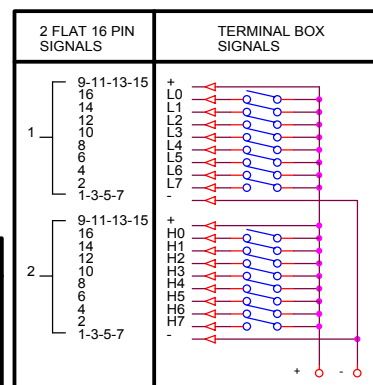 2 FLAT 16 PIN SIGNALS
TERMINAL BOX SIGNALS
1
9-11-13-15 +
16 L0
14 L1
12 L2
10 L3
8 L4
6 L5
4 L6
2 L7
1-3-5-7 -
2
9-11-13-15 +
16 H0
14 H1
12 H2
10 H3
8 H4
6 H5
4 H6
2 H7
1-3-5-7 -
+ -